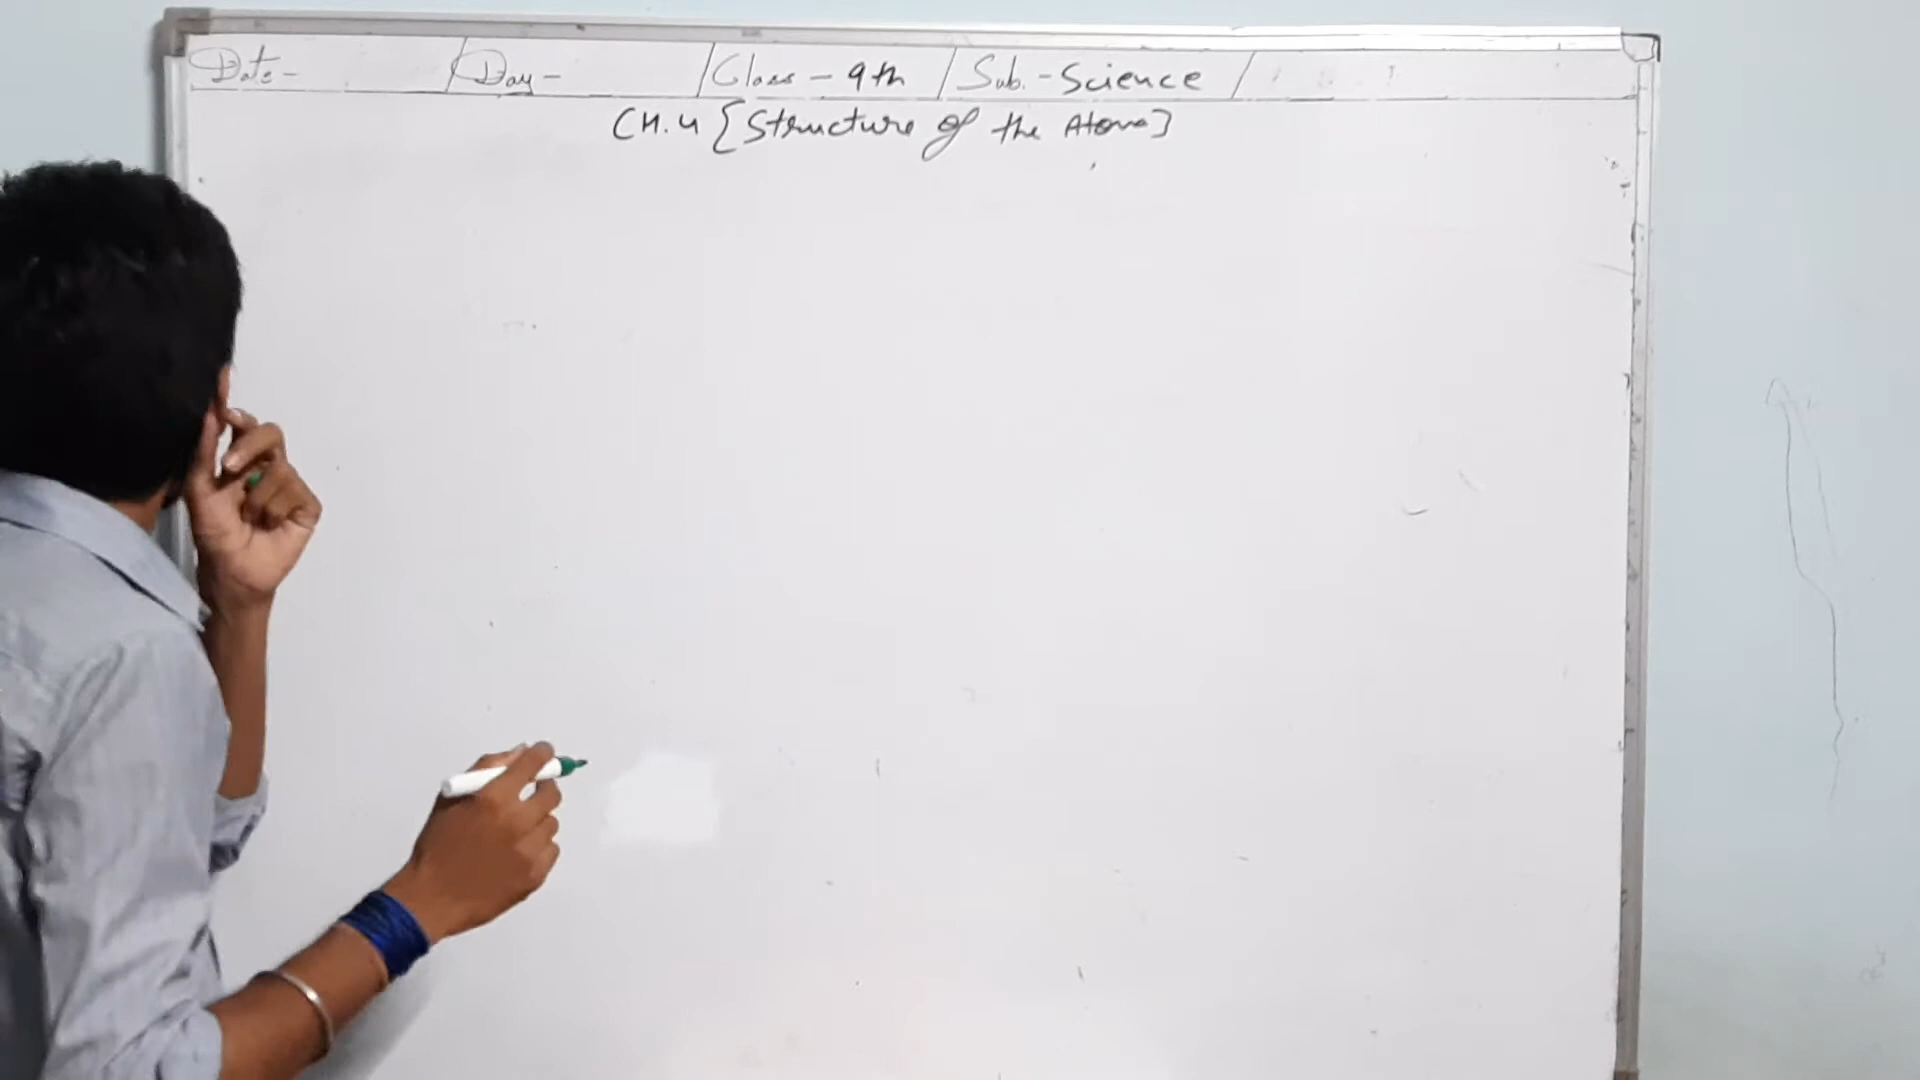 Date- / Day- / Class - 9th / Sub. - Science /
CH.4 [Structure of the Atom]